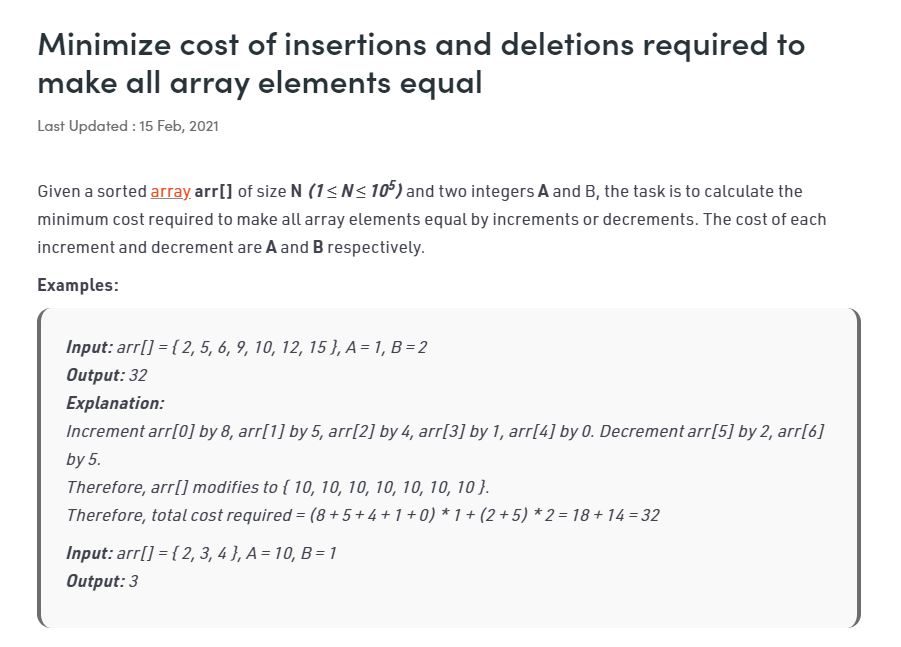 Minimize cost of insertions and deletions required to
make all array elements equal
Last Updated : 15 Feb, 2021
Given a sorted array arr[] of size N (1 ≤ N ≤ 10⁵) and two integers A and B, the task is to calculate the
minimum cost required to make all array elements equal by increments or decrements. The cost of each
increment and decrement are A and B respectively.
Examples:
Input: arr[] = { 2, 5, 6, 9, 10, 12, 15 }, A = 1, B = 2
Output: 32
Explanation:
Increment arr[0] by 8, arr[1] by 5, arr[2] by 4, arr[3] by 1, arr[4] by 0. Decrement arr[5] by 2, arr[6]
by 5.
Therefore, arr[] modifies to { 10, 10, 10, 10, 10, 10, 10 }.
Therefore, total cost required = (8 + 5 + 4 + 1 + 0) * 1 + (2 + 5) * 2 = 18 + 14 = 32
Input: arr[] = { 2, 3, 4 }, A = 10, B = 1
Output: 3